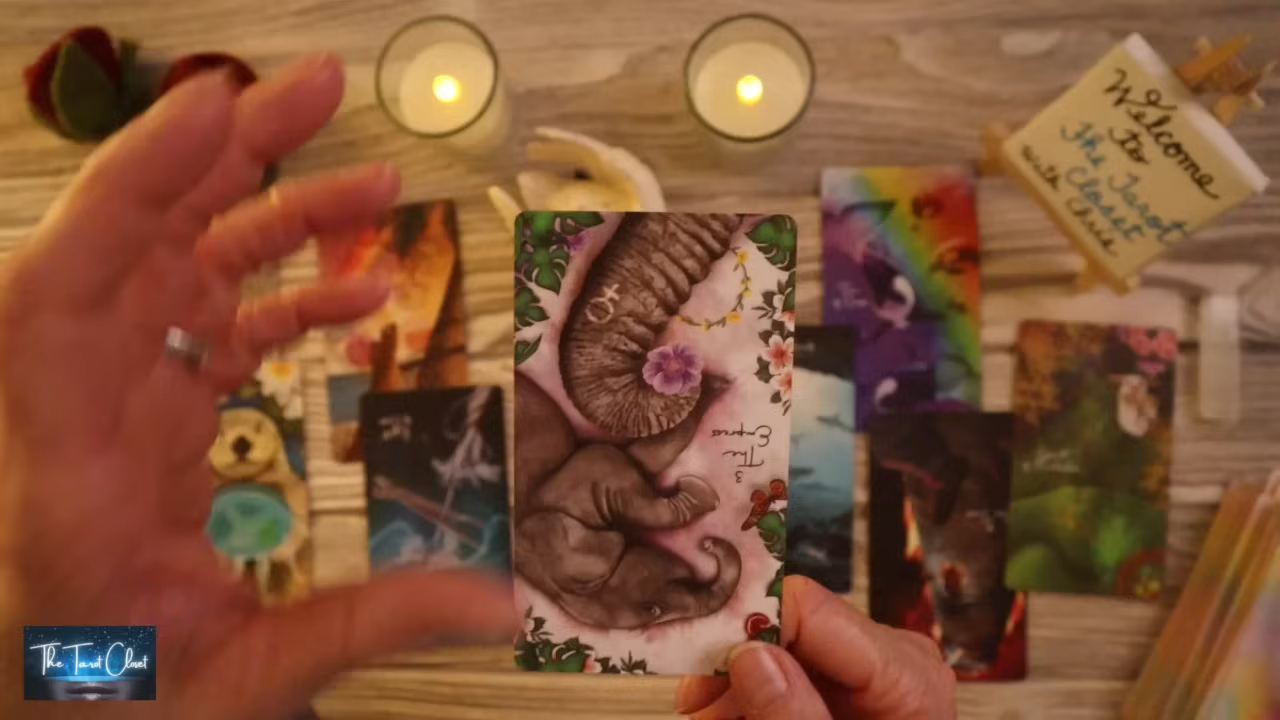 Welcome
to
The Tarot
Closet
with Chris
3
The
Empress
The Tarot Closet